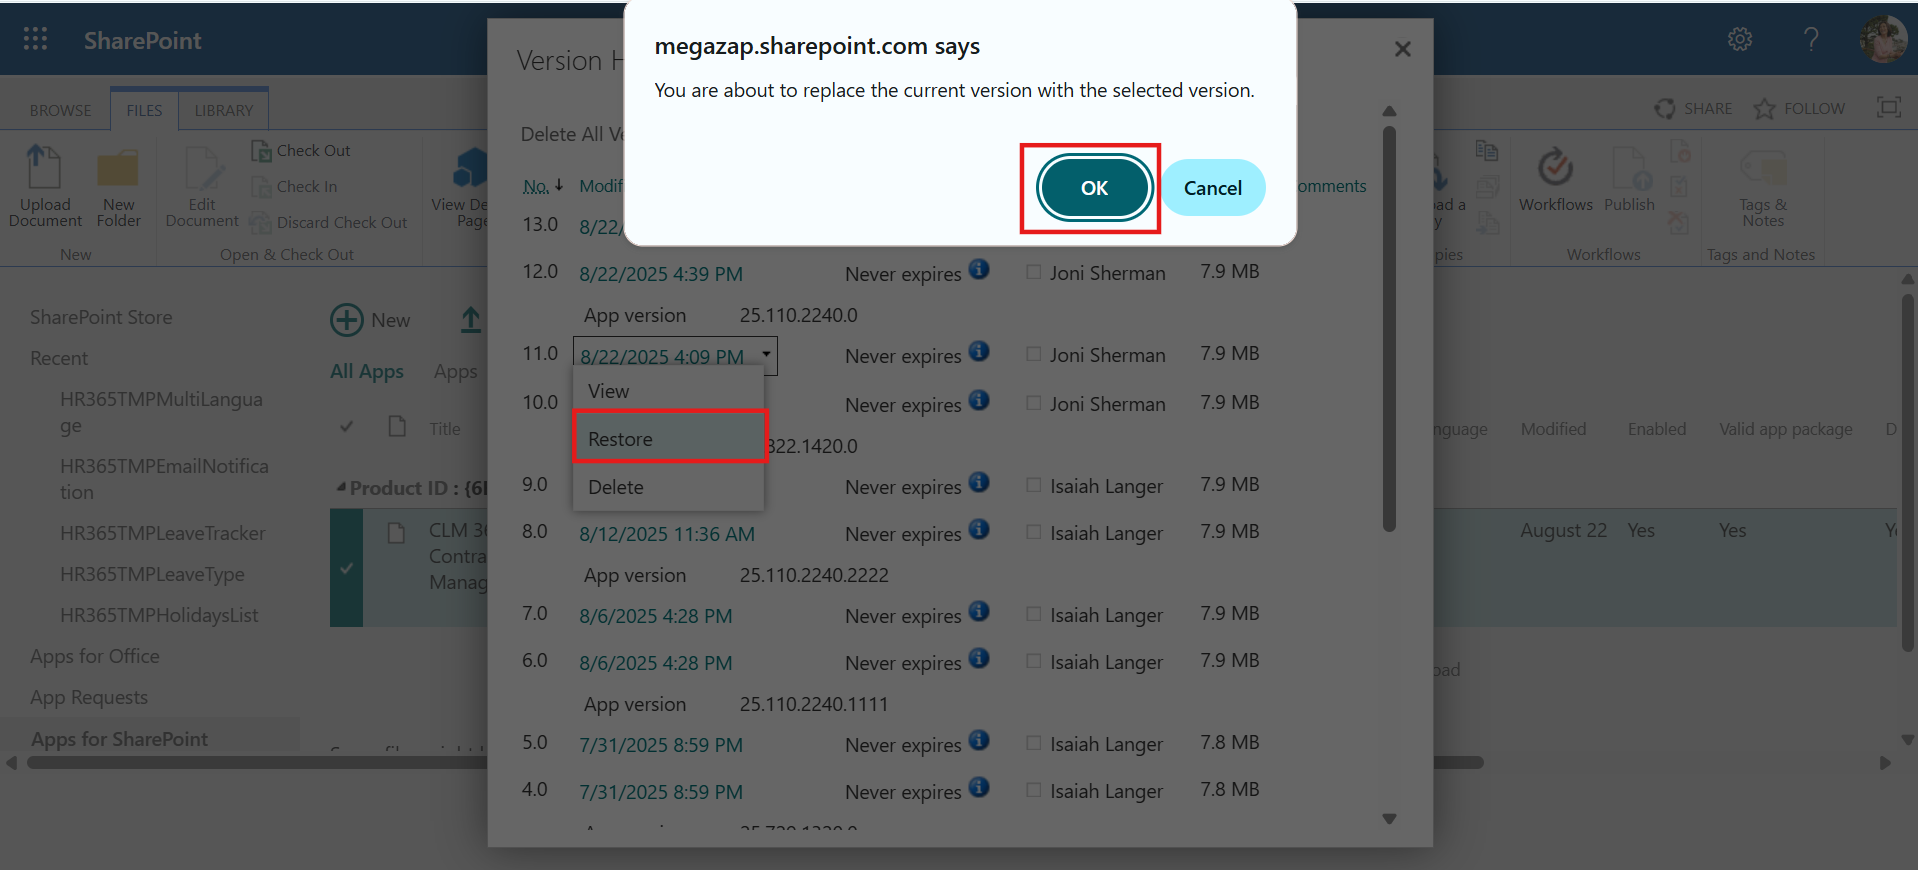 SharePoint
BROWSE FILES LIBRARY
SHARE FOLLOW
Upload Document
New Folder
New
Edit Document
Check Out
Check In
Discard Check Out
Open & Check Out
View De
Page
Workflows
Publish
Workflows
Tags & Notes
Tags and Notes
megazap.sharepoint.com says
You are about to replace the current version with the selected version.
OK Cancel
Version H
Delete All Ve
No. Modif omments
13.0 8/22/
12.0 8/22/2025 4:39 PM Never expires Joni Sherman 7.9 MB
App version 25.110.2240.0
11.0 8/22/2025 4:09 PM Never expires Joni Sherman 7.9 MB
View
Restore
Delete
10.0 Never expires Joni Sherman 7.9 MB
322.1420.0
9.0 Never expires Isaiah Langer 7.9 MB
8.0 8/12/2025 11:36 AM Never expires Isaiah Langer 7.9 MB
App version 25.110.2240.2222
7.0 8/6/2025 4:28 PM Never expires Isaiah Langer 7.9 MB
6.0 8/6/2025 4:28 PM Never expires Isaiah Langer 7.9 MB
App version 25.110.2240.1111
5.0 7/31/2025 8:59 PM Never expires Isaiah Langer 7.8 MB
4.0 7/31/2025 8:59 PM Never expires Isaiah Langer 7.8 MB
SharePoint Store
Recent
HR365TMPMultiLangua
ge
HR365TMPEmailNotifica
tion
HR365TMPLeaveTracker
HR365TMPLeaveType
HR365TMPHolidaysList
Apps for Office
App Requests
Apps for SharePoint
New
All Apps Apps
Title nguage Modified Enabled Valid app package D
Product ID : {6
CLM 36
Contra
Manag
August 22 Yes Yes Ye
oad